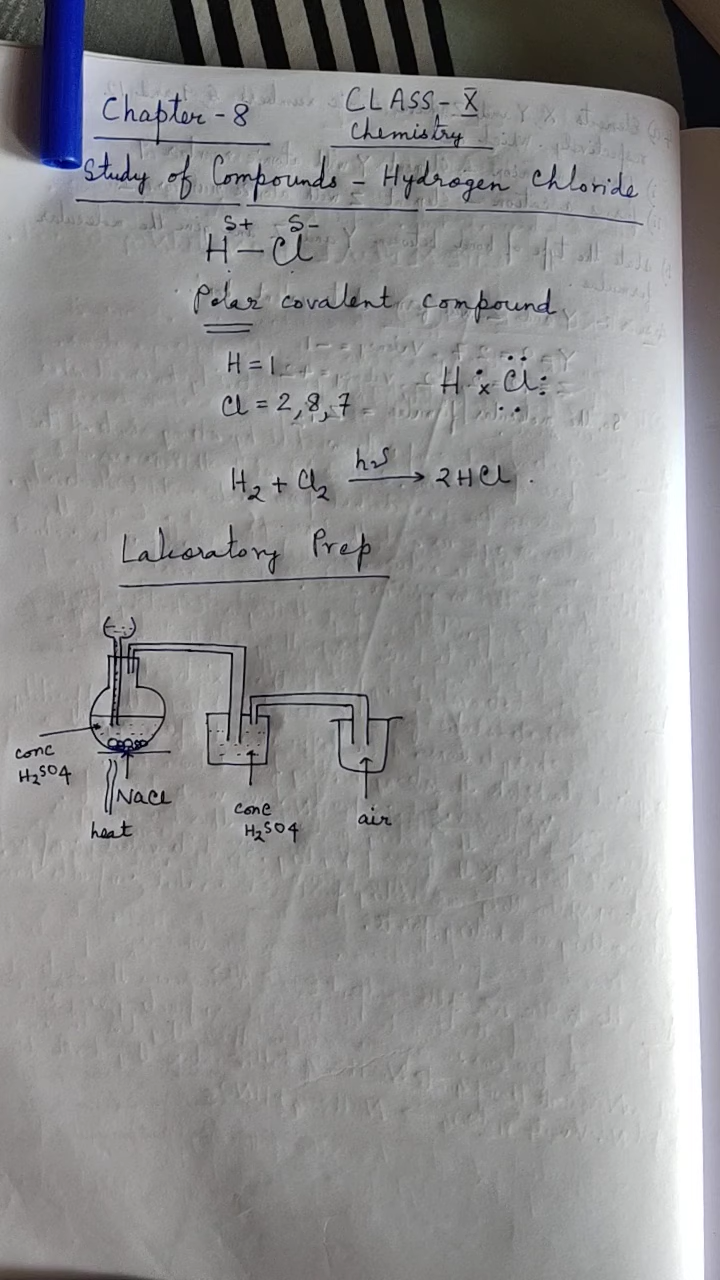 Chapter - 8
CLASS - X
Chemistry
Study of Compounds - Hydrogen Chloride
δ+ δ-
H - Cl
Polar covalent compound
H = 1
Cl = 2, 8, 7
H Cl
H₂ + Cl₂ hν → 2HCl .
Laboratory Prep
conc
H₂SO4
NaCl
heat
conc
H₂SO4
air